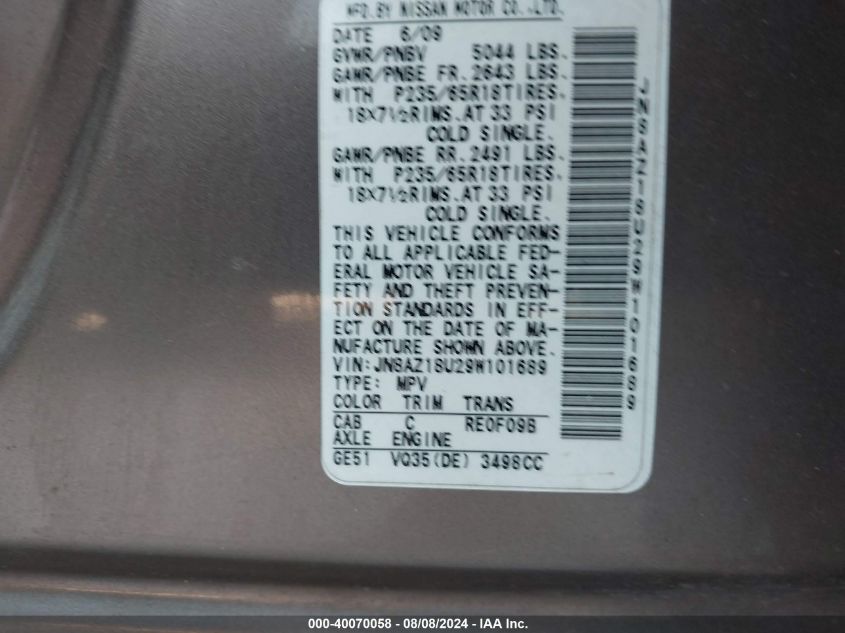 MFD.BY NISSAN MOTOR CO.,LTD.
DATE 6/09
GVWR/PNBV 5044 LBS.
GAWR/PNBE FR.2643 LBS.
WITH P235/65R18TIRES.
18X7½RIMS.AT 33 PSI
COLD SINGLE.
GAWR/PNBE RR.2491 LBS.
WITH P235/65R18TIRES.
18X7½RIMS.AT 33 PSI
COLD SINGLE.
THIS VEHICLE CONFORMS
TO ALL APPLICABLE FED-
ERAL MOTOR VEHICLE SA-
FETY AND THEFT PREVEN-
TION STANDARDS IN EFF-
ECT ON THE DATE OF MA-
NUFACTURE SHOWN ABOVE.
VIN:JN8AZ18U29W101689
TYPE: MPV
COLOR TRIM TRANS
CAB C RE0F09B
AXLE ENGINE
GE51 VQ35(DE) 3498CC
JN8AZ18U29W101689
000-40070058 - 08/08/2024 - IAA Inc.